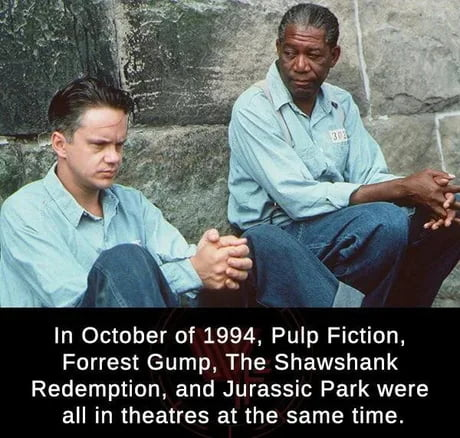 In October of 1994, Pulp Fiction,
Forrest Gump, The Shawshank
Redemption, and Jurassic Park were
all in theatres at the same time.